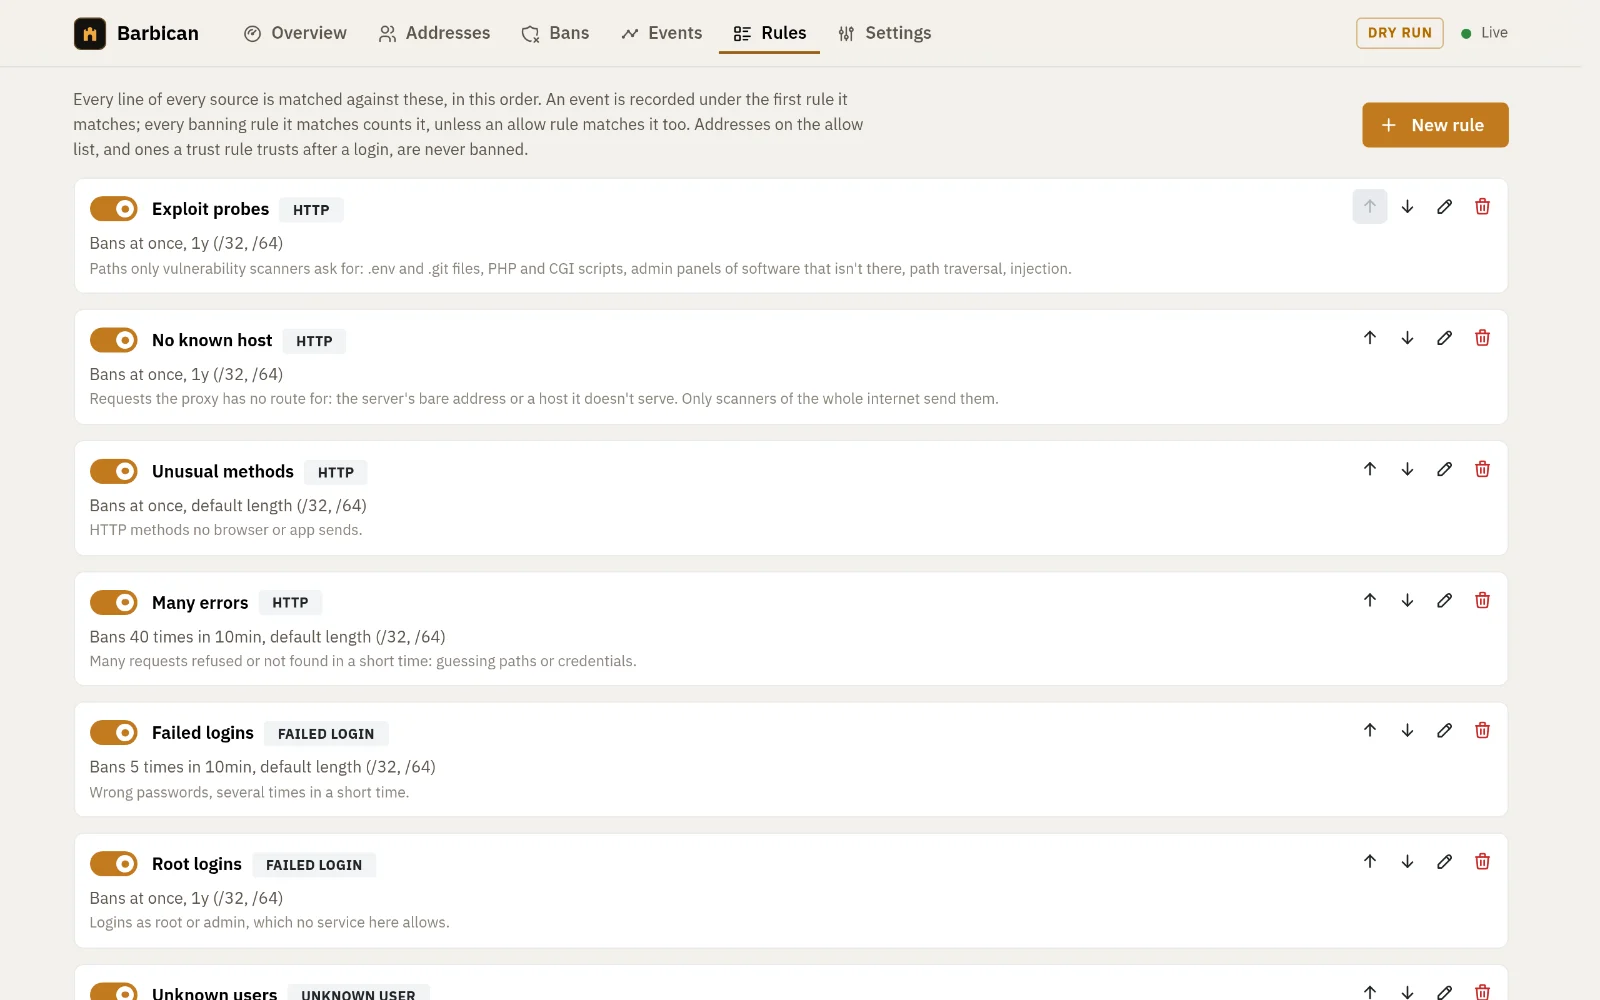 Barbican
Overview
Addresses
Bans
Events
Rules
Settings
DRY RUN
Live
Every line of every source is matched against these, in this order. An event is recorded under the first rule it
matches; every banning rule it matches counts it, unless an allow rule matches it too. Addresses on the allow
list, and ones a trust rule trusts after a login, are never banned.
New rule
Exploit probes HTTP
Bans at once, 1y (/32, /64)
Paths only vulnerability scanners ask for: .env and .git files, PHP and CGI scripts, admin panels of software that isn't there, path traversal, injection.
No known host HTTP
Bans at once, 1y (/32, /64)
Requests the proxy has no route for: the server's bare address or a host it doesn't serve. Only scanners of the whole internet send them.
Unusual methods HTTP
Bans at once, default length (/32, /64)
HTTP methods no browser or app sends.
Many errors HTTP
Bans 40 times in 10min, default length (/32, /64)
Many requests refused or not found in a short time: guessing paths or credentials.
Failed logins FAILED LOGIN
Bans 5 times in 10min, default length (/32, /64)
Wrong passwords, several times in a short time.
Root logins FAILED LOGIN
Bans at once, 1y (/32, /64)
Logins as root or admin, which no service here allows.
Unknown users UNKNOWN USER